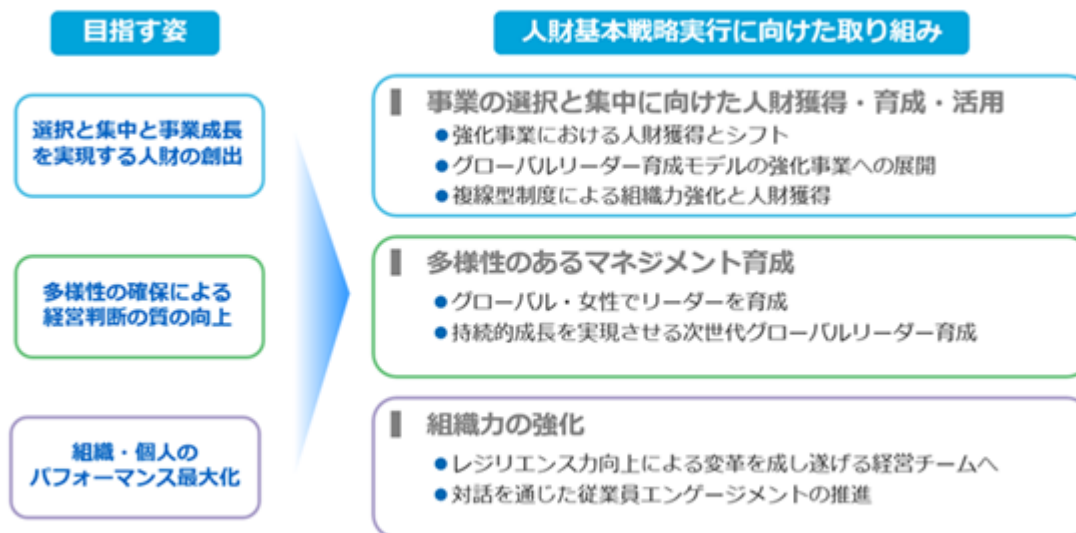 目指す姿
人財基本戦略実行に向けた取り組み
選択と集中と事業成長
を実現する人財の創出
事業の選択と集中に向けた人財獲得・育成・活用
●強化事業における人財獲得とシフト
●グローバルリーダー育成モデルの強化事業への展開
●複線型制度による組織力強化と人財獲得
多様性の確保による
経営判断の質の向上
多様性のあるマネジメント育成
●グローバル・女性でリーダーを育成
●持続的成長を実現させる次世代グローバルリーダー育成
組織・個人の
パフォーマンス最大化
組織力の強化
●レジリエンス力向上による変革を成し遂げる経営チームへ
●対話を通じた従業員エンゲージメントの推進